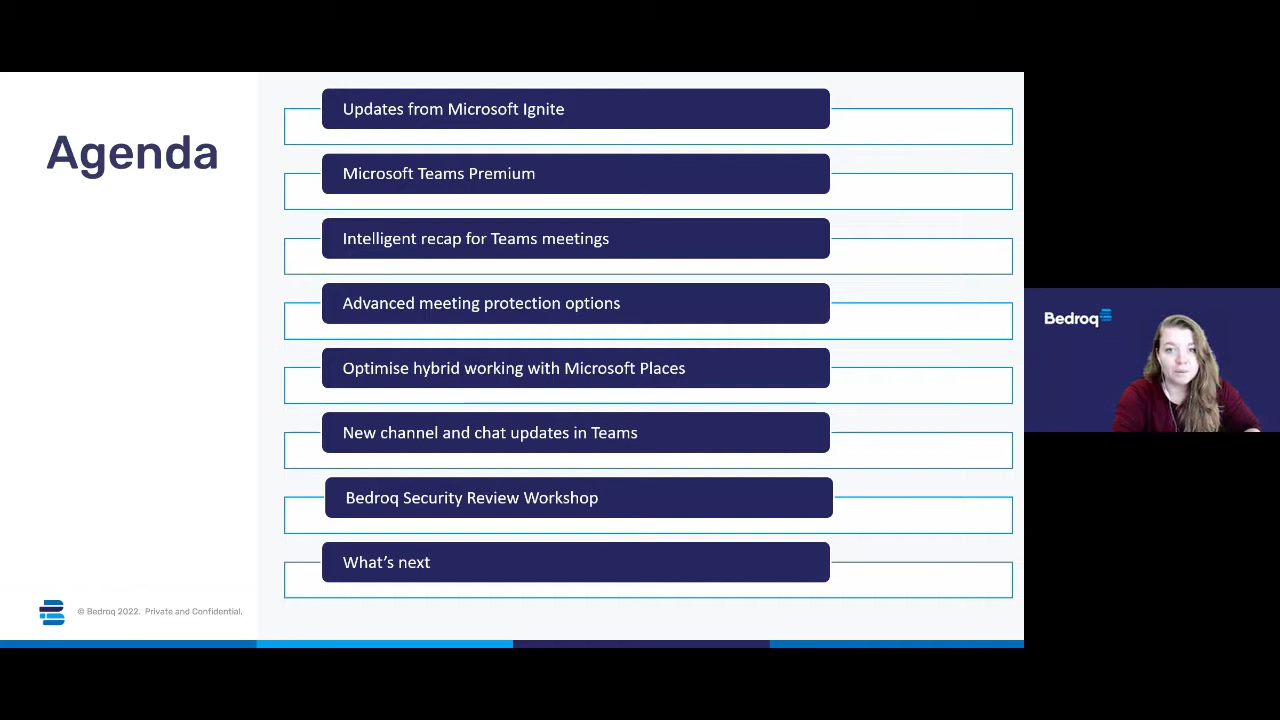 Agenda
Updates from Microsoft Ignite
Microsoft Teams Premium
Intelligent recap for Teams meetings
Advanced meeting protection options
Optimise hybrid working with Microsoft Places
New channel and chat updates in Teams
Bedroq Security Review Workshop
What's next
© Bedroq 2022. Private and Confidential.
Bedroq